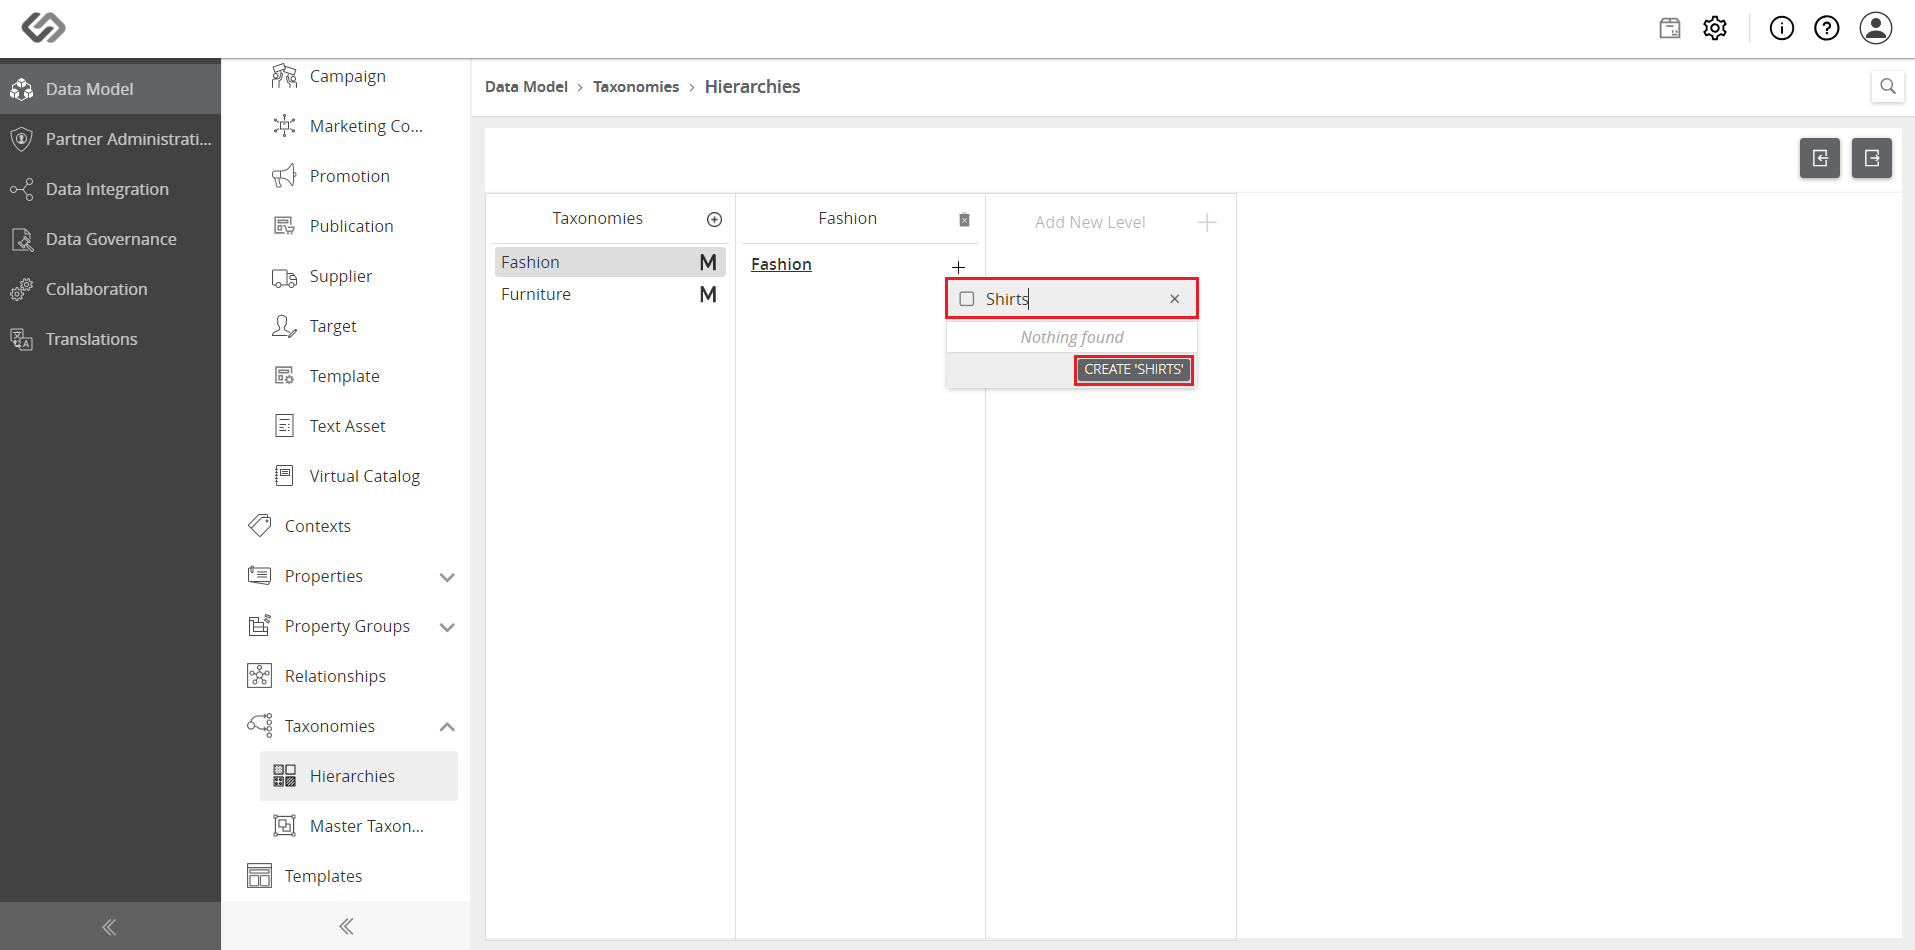 Data Model
Partner Administrati...
Data Integration
Data Governance
Collaboration
Translations
Campaign
Marketing Co...
Promotion
Publication
Supplier
Target
Template
Text Asset
Virtual Catalog
Contexts
Properties
Property Groups
Relationships
Taxonomies
Hierarchies
Master Taxon...
Templates
Data Model > Taxonomies > Hierarchies
Taxonomies
Fashion M
Furniture M
Fashion
Fashion
Add New Level
Shirts
Nothing found
CREATE 'SHIRTS'